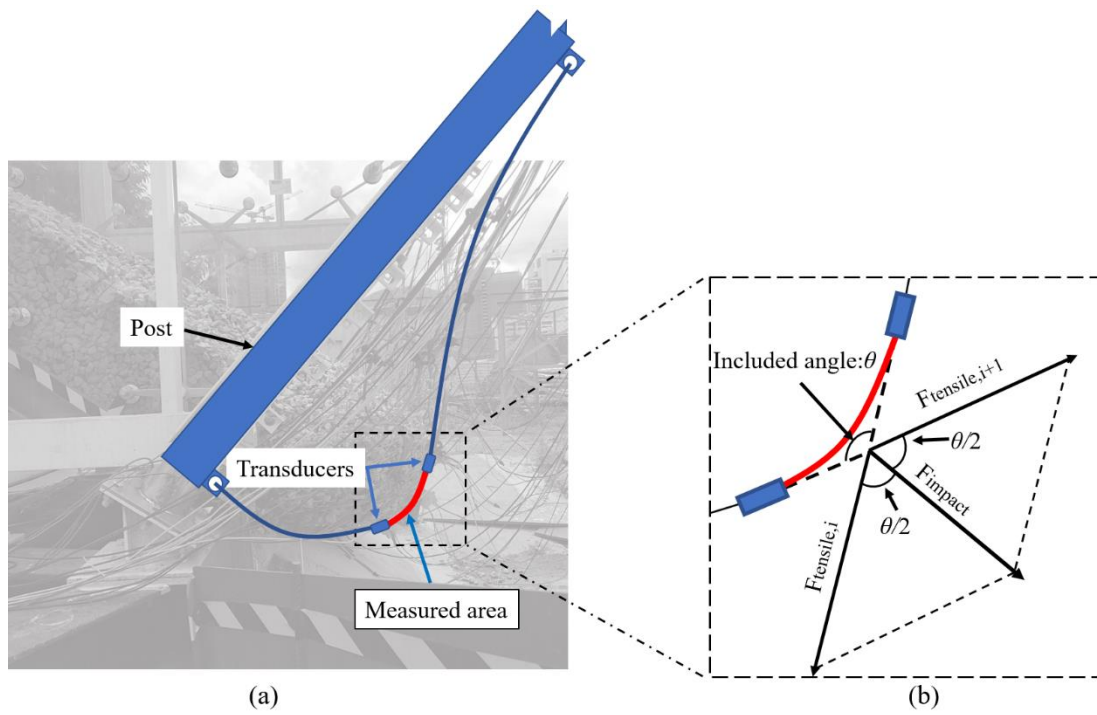 Post
Transducers
Measured area
(a)
Included angle:θ
Ftensile,i+1
θ/2
Fimpact
θ/2
Ftensile,i
(b)